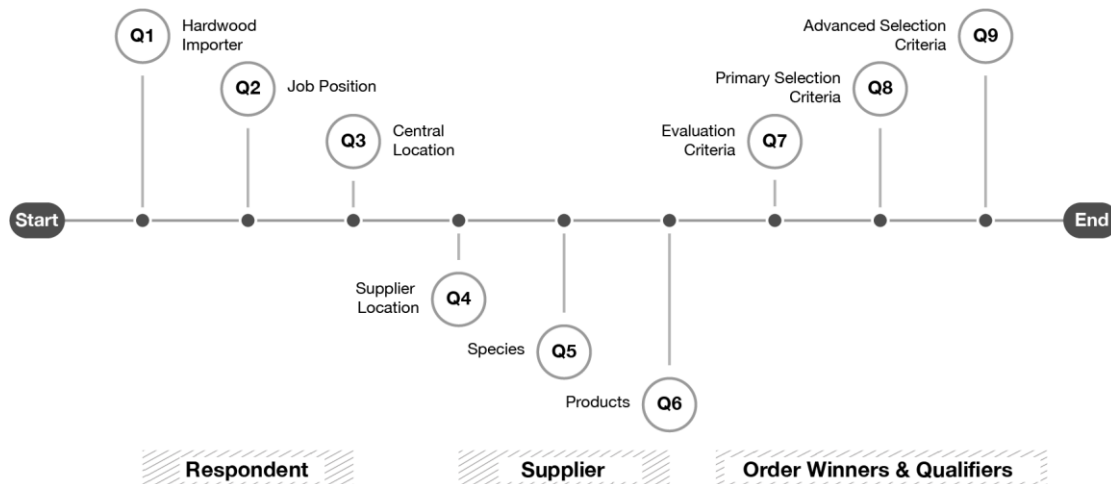 Q1
Hardwood
Importer
Q2
Job Position
Q3
Central
Location
Start
Supplier
Location
Q4
Species
Q5
Products
Q6
Evaluation
Criteria
Q7
Primary Selection
Criteria
Q8
Advanced Selection
Criteria
Q9
End
Respondent
Supplier
Order Winners & Qualifiers